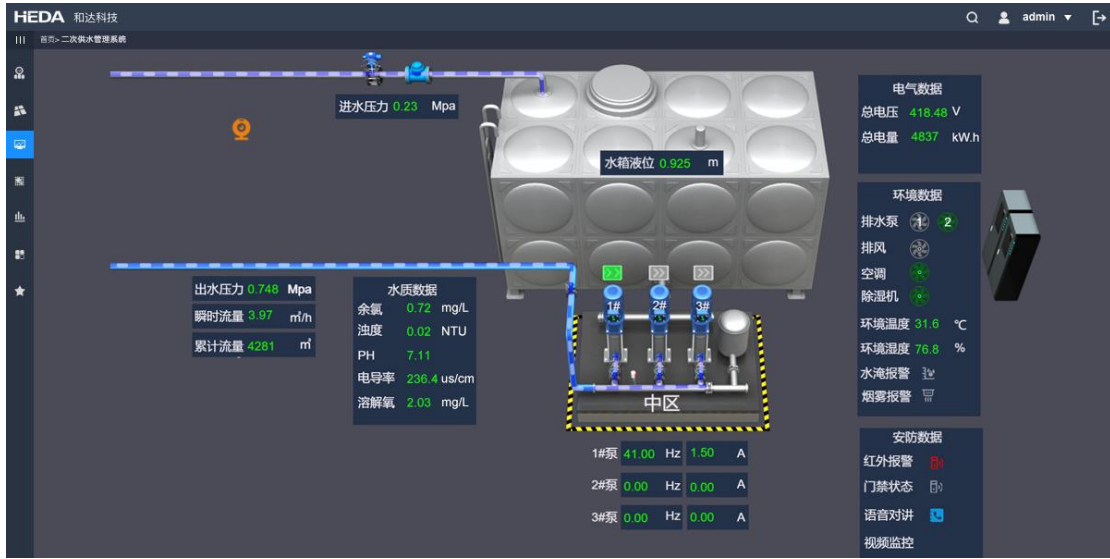 HEDA 和达科技
admin
首页> 二次供水管理系统
进水压力 0.23 Mpa
水箱液位 0.925 m
电气数据
总电压 418.48 V
总电量 4837 kW.h
环境数据
排水泵 1 2
排风
空调
除湿机
环境温度 31.6 ℃
环境湿度 76.8 %
水淹报警
烟雾报警
安防数据
红外报警
门禁状态
语音对讲
视频监控
出水压力 0.748 Mpa
瞬时流量 3.97 m³/h
累计流量 4281 m³
水质数据
余氯 0.72 mg/L
浊度 0.02 NTU
PH 7.11
电导率 236.4 us/cm
溶解氧 2.03 mg/L
1# 2# 3#
中区
1#泵 41.00 Hz 1.50 A
2#泵 0.00 Hz 0.00 A
3#泵 0.00 Hz 0.00 A